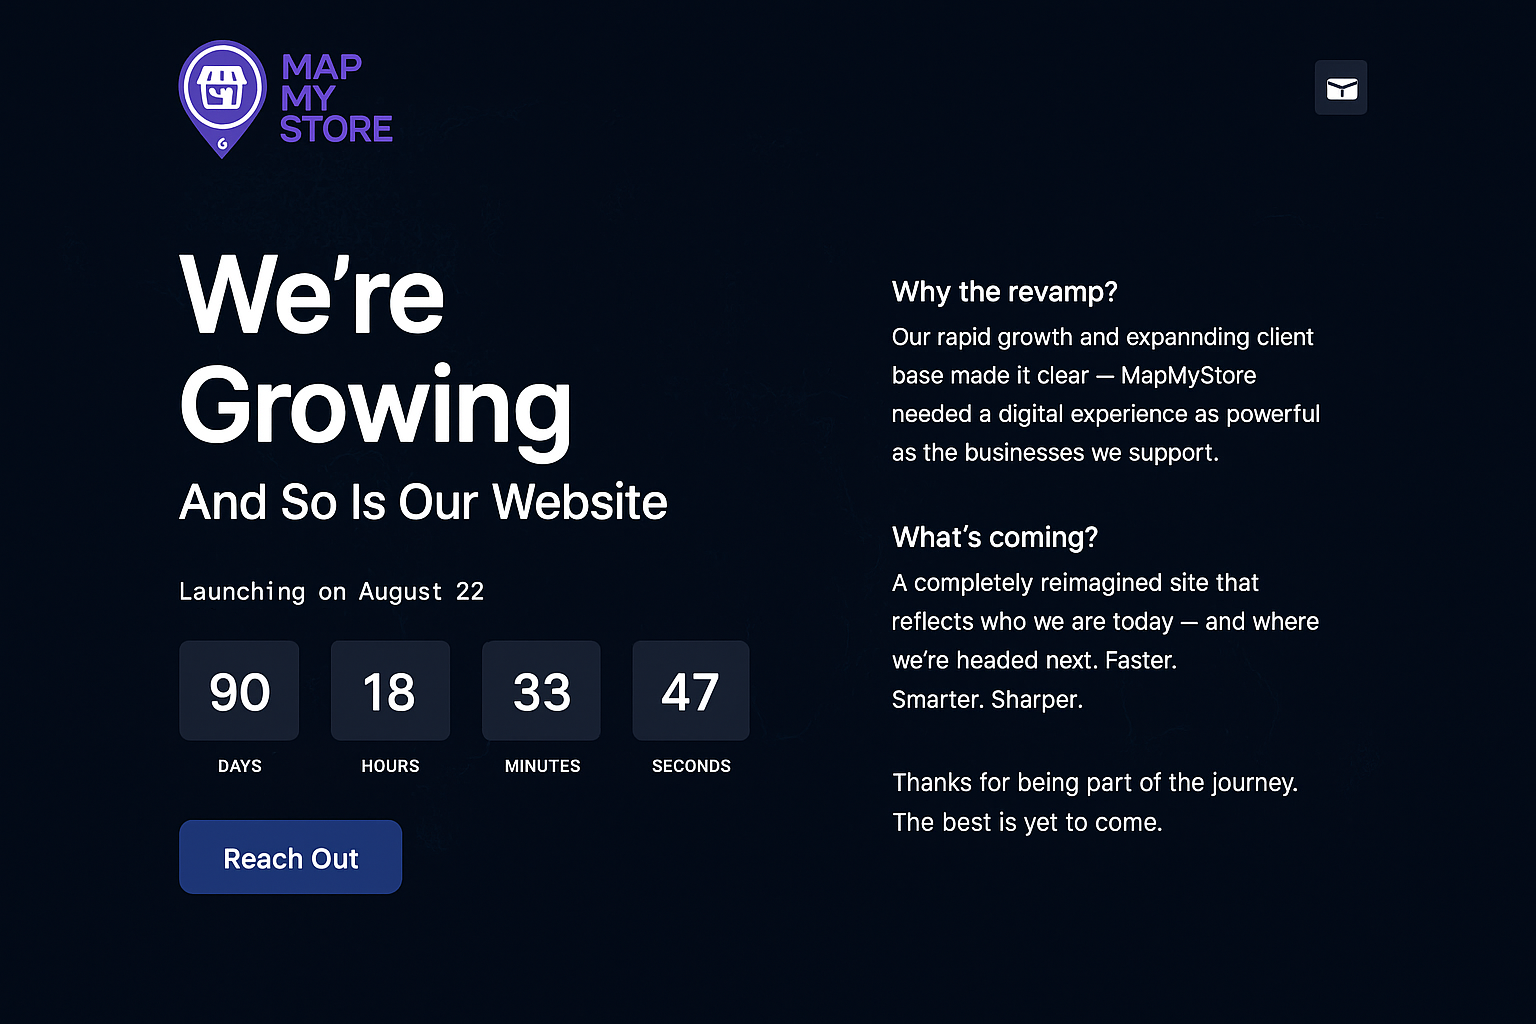 MAP
MY
STORE
G
We’re
Growing
And So Is Our Website
Launching on August 22
90 18 33 47
DAYS HOURS MINUTES SECONDS
Reach Out
Why the revamp?
Our rapid growth and expannding client
base made it clear — MapMyStore
needed a digital experience as powerful
as the businesses we support.
What’s coming?
A completely reimagined site that
reflects who we are today — and where
we’re headed next. Faster.
Smarter. Sharper.
Thanks for being part of the journey.
The best is yet to come.